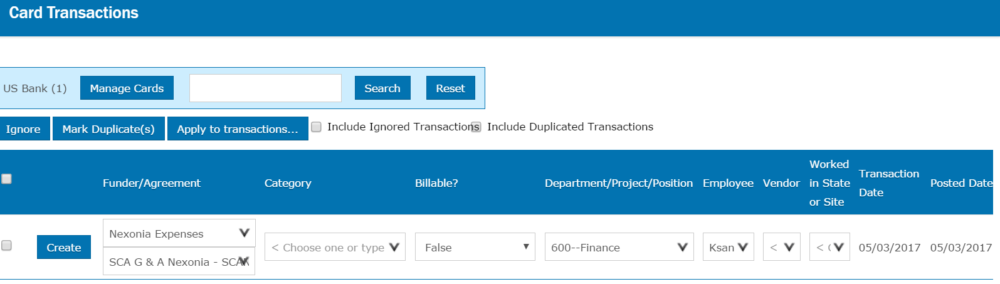 Card Transactions
US Bank (1) Manage Cards Search Reset
Ignore Mark Duplicate(s) Apply to transactions... Include Ignored Transactions Include Duplicated Transactions
Funder/Agreement Category Billable? Department/Project/Position Employee Vendor Worked in State or Site Transaction Date Posted Date
Nexonia Expenses
Create < Choose one or type False 600--Finance Ksan < < 05/03/2017 05/03/2017
SCA G & A Nexonia - SCA